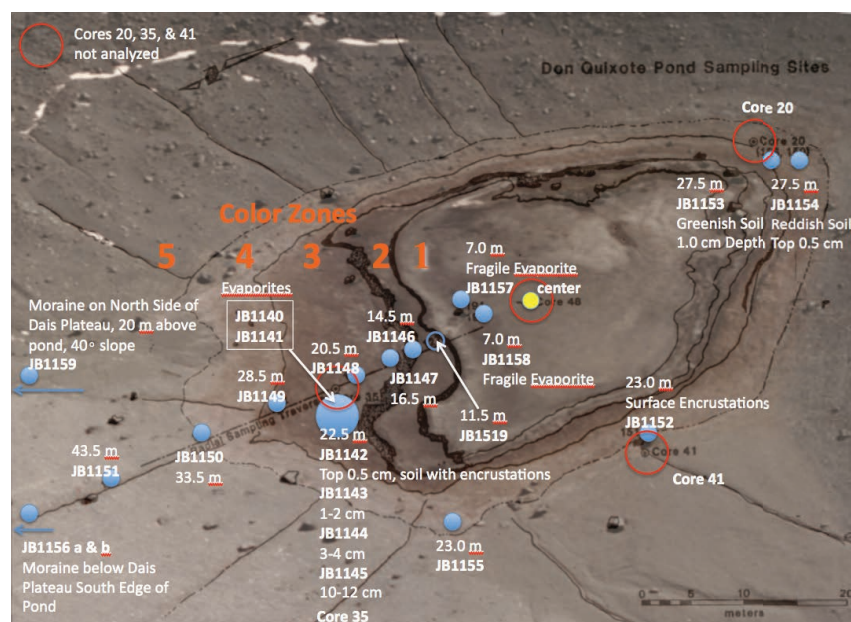 Cores 20, 35, & 41
not analyzed
Don Quixote Pond Sampling Sites
Core 20
Core 20
27.5 m
JB1153
Greenish Soil
1.0 cm Depth
27.5 m
JB1154
Reddish Soil
Top 0.5 cm
Color Zones
5
4
3
2
1
7.0 m
Fragile Evaporite
JB1157
center
Core 48
Evaporites
JB1140
JB1141
14.5 m
JB1146
Moraine on North Side of
Dais Plateau, 20 m above
pond, 40° slope
JB1159
20.5 m
JB1148
JB1147
16.5 m
7.0 m
JB1158
Fragile Evaporite
28.5 m
JB1149
11.5 m
JB1519
23.0 m
Surface Encrustations
JB1152
Core 41
Core 41
43.5 m
JB1151
JB1150
33.5 m
Sampling
22.5 m
JB1142
Top 0.5 cm, soil with encrustations
JB1143
1-2 cm
JB1144
3-4 cm
JB1145
10-12 cm
Core 35
23.0 m
JB1155
JB1156 a & b
Moraine below Dais
Plateau South Edge of
Pond
0
10
20
meters